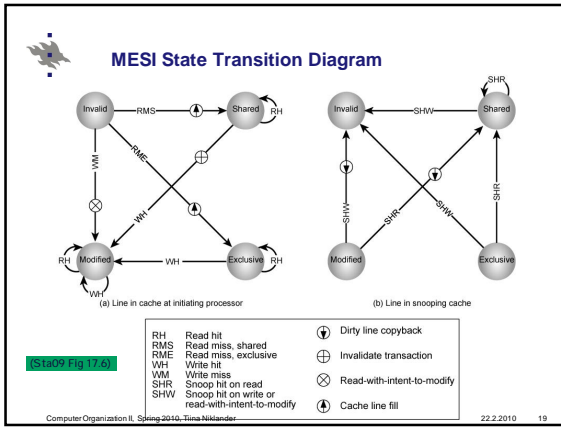 MESI State Transition Diagram
Invalid
RMS
Shared
RH
WM
RME
WH
RH
Modified
WH
WH
Exclusive
RH
(a) Line in cache at initiating processor
SHR
Invalid
SHW
Shared
SHW
SHR
SHW
SHR
Modified
Exclusive
(b) Line in snooping cache
RH Read hit
RMS Read miss, shared
RME Read miss, exclusive
WH Write hit
WM Write miss
SHR Snoop hit on read
SHW Snoop hit on write or
read-with-intent-to-modify
Dirty line copyback
Invalidate transaction
Read-with-intent-to-modify
Cache line fill
(Sta09 Fig 17.6)
Computer Organization II, Spring 2010, Tiina Niklander 22.2.2010 19